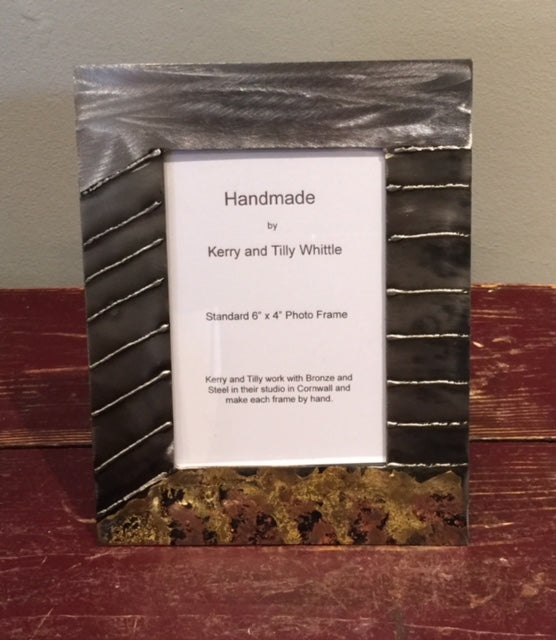 Handmade
by
Kerry and Tilly Whittle
Standard 6" x 4" Photo Frame
Kerry and Tilly work with Bronze and
Steel in their studio in Cornwall and
make each frame by hand.